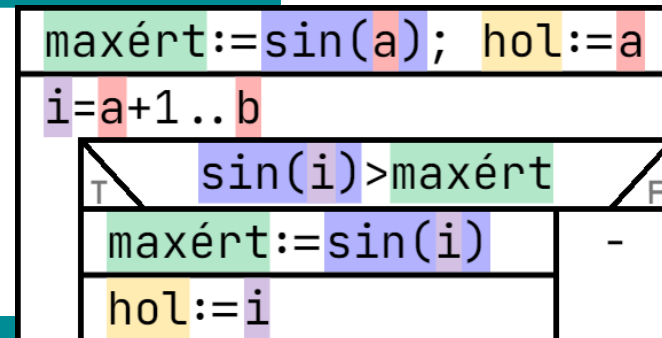 maxért:=sin(a); hol:=a
i=a+1..b
T sin(i)>maxért F
maxért:=sin(i) -
hol:=i